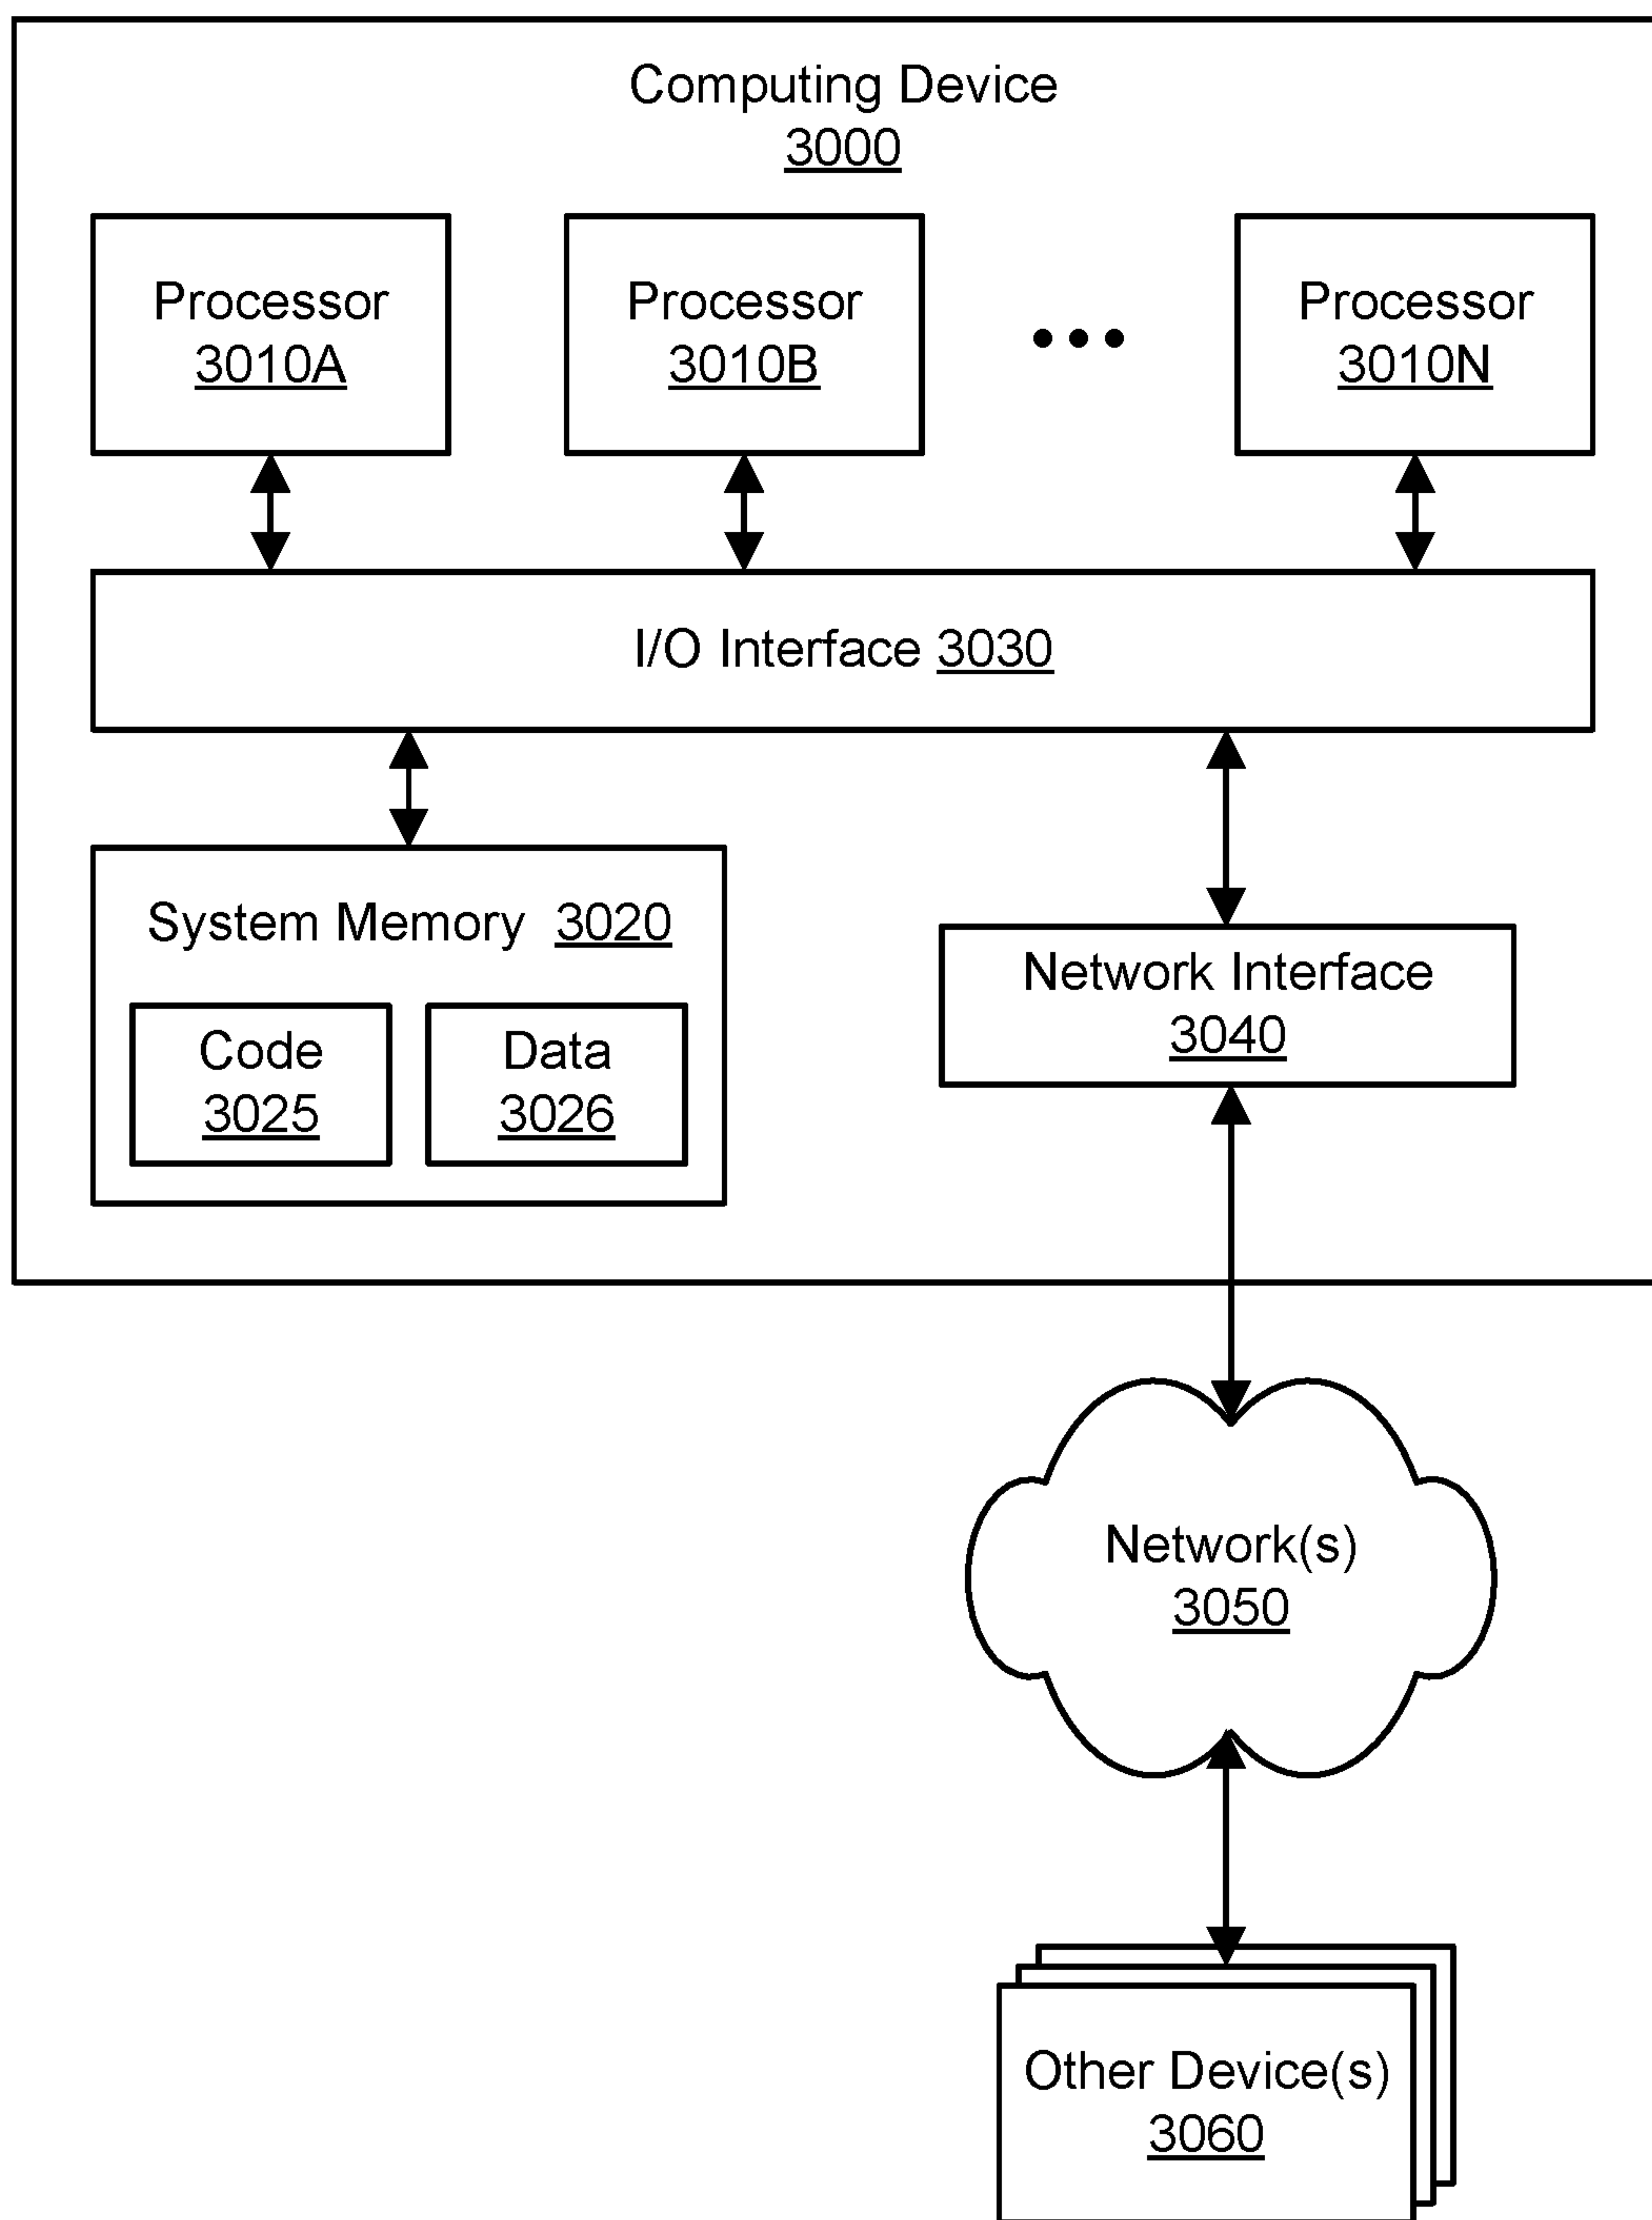 Computing Device
3000
Processor
3010A
Processor
3010B
Processor
3010N
I/O Interface 3030
System Memory 3020
Code
3025
Data
3026
Network Interface
3040
Network(s)
3050
Other Device(s)
3060